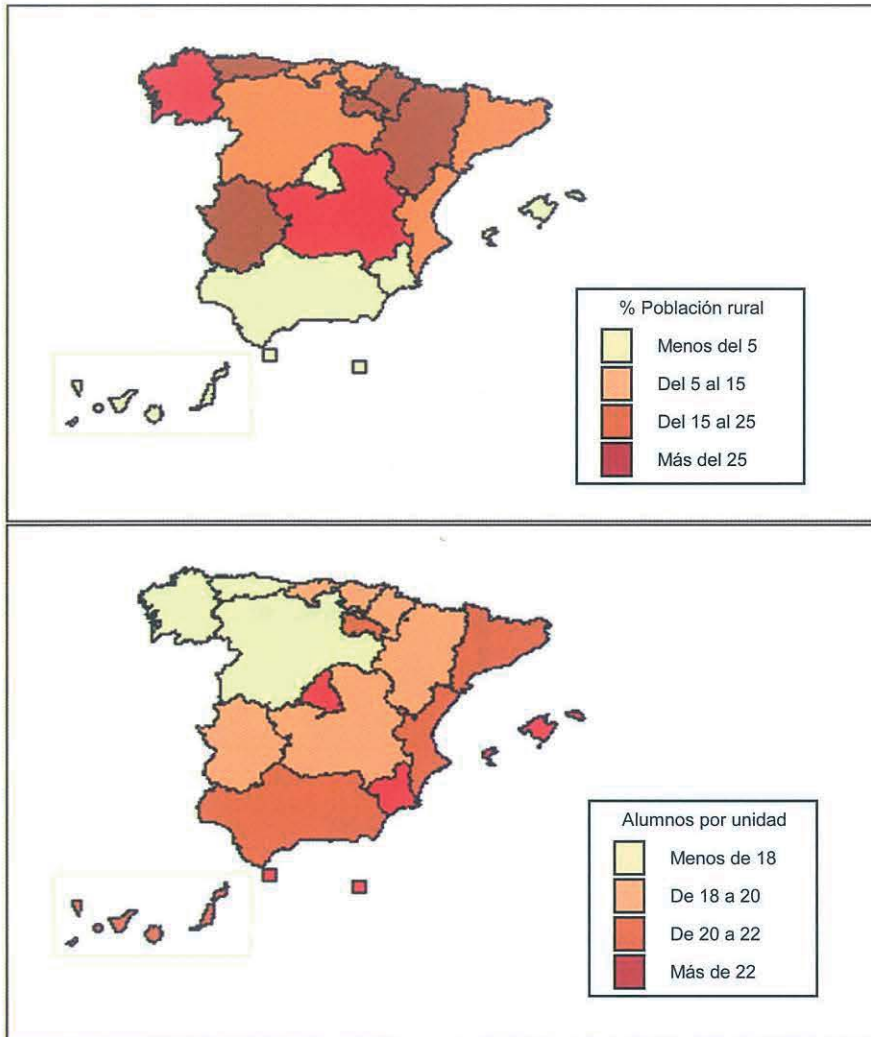 % Población rural
Menos del 5
Del 5 al 15
Del 15 al 25
Más del 25
Alumnos por unidad
Menos de 18
De 18 a 20
De 20 a 22
Más de 22